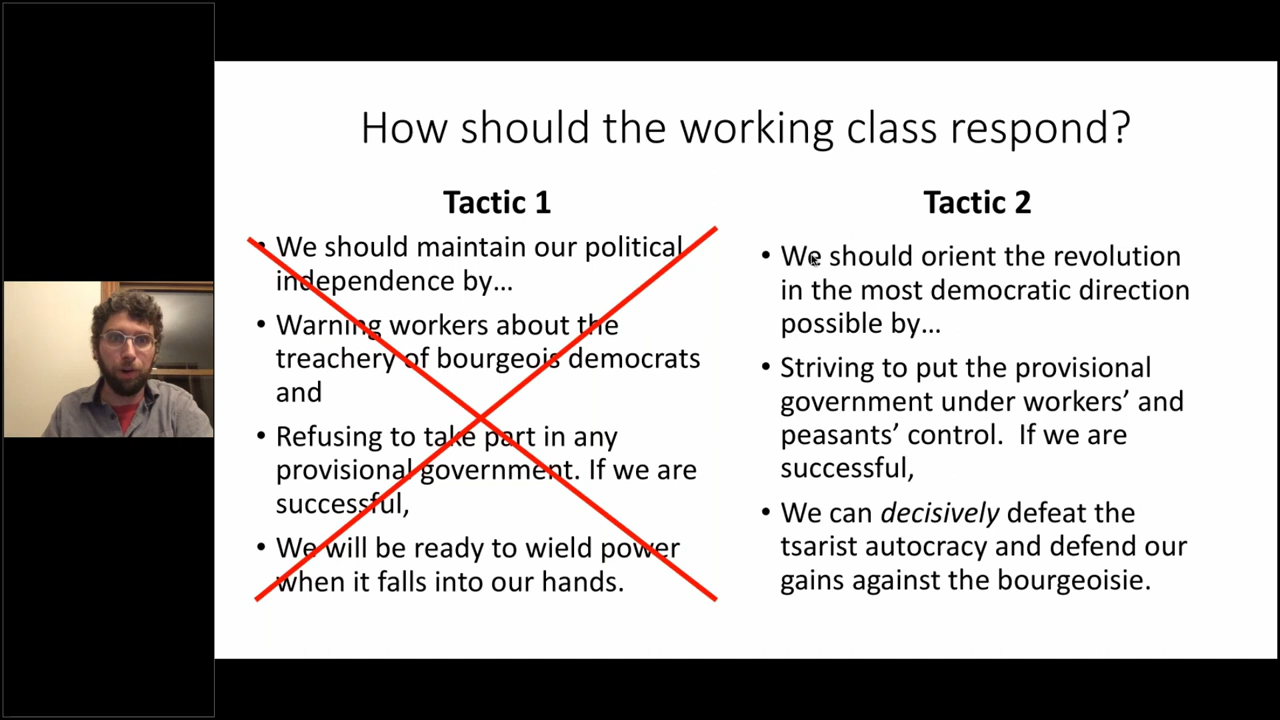 How should the working class respond?
Tactic 1
• We should maintain our political
independence by…
• Warning workers about the
treachery of bourgeois democrats
and
• Refusing to take part in any
provisional government. If we are
successful,
• We will be ready to wield power
when it falls into our hands.
Tactic 2
• We should orient the revolution
in the most democratic direction
possible by…
• Striving to put the provisional
government under workers’ and
peasants’ control.  If we are
successful,
• We can decisively defeat the
tsarist autocracy and defend our
gains against the bourgeoisie.